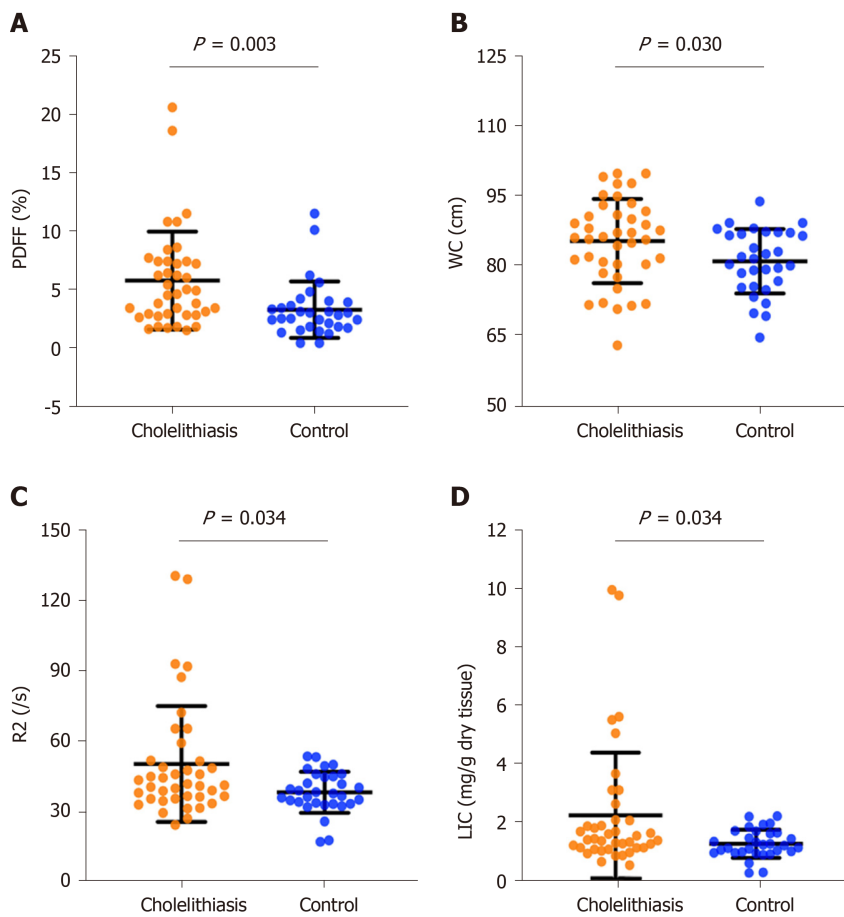 A
P = 0.003
25
20
15
10
5
0
-5
PDFF (%)
Cholelithiasis Control
B
P = 0.030
125
110
95
80
65
50
WC (cm)
Cholelithiasis Control
C
P = 0.034
150
120
90
60
30
0
R2 (/s)
Cholelithiasis Control
D
P = 0.034
12
10
8
6
4
2
0
LIC (mg/g dry tissue)
Cholelithiasis Control